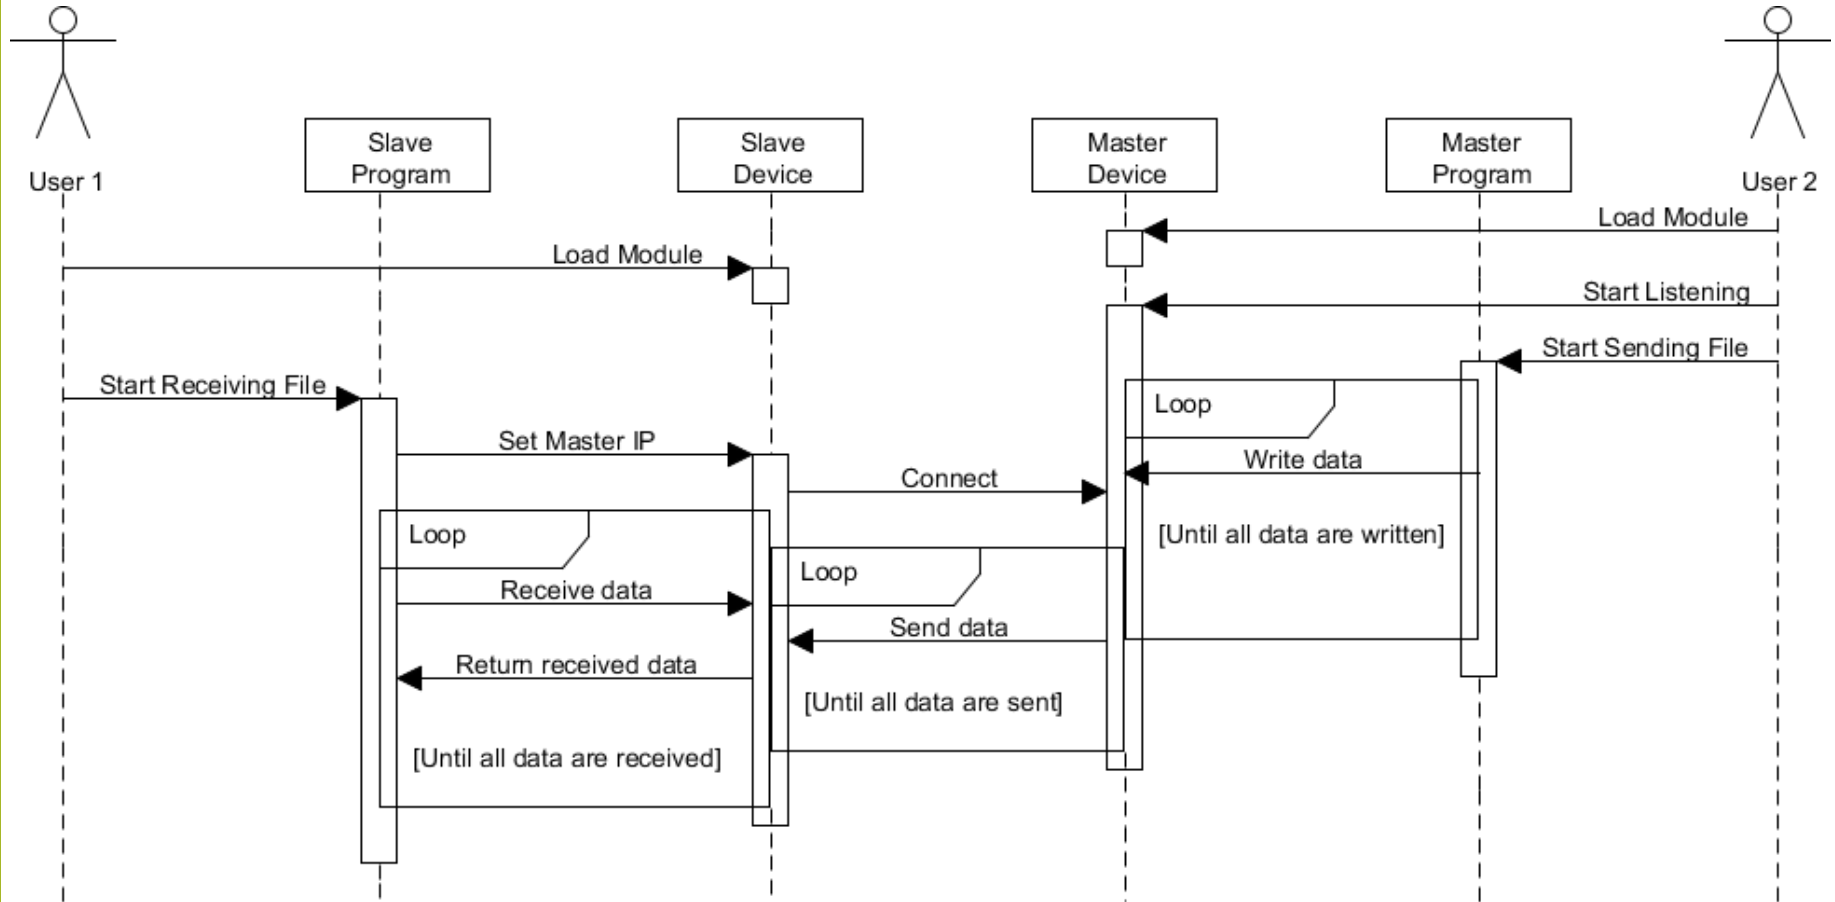 Slave
Program
Slave
Device
Master
Device
Master
Program
User 1
User 2
Load Module
Load Module
Start Listening
Start Sending File
Start Receiving File
Loop
Set Master IP
Write data
Connect
Loop
[Until all data are written]
Loop
Receive data
Send data
Return received data
[Until all data are sent]
[Until all data are received]